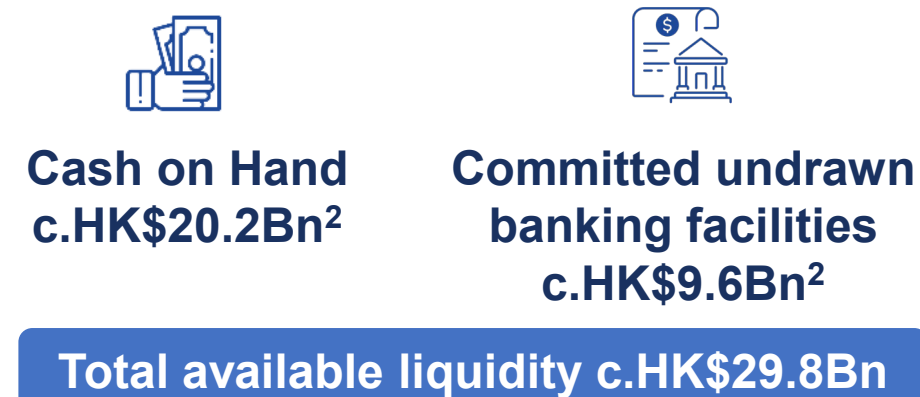 $
Cash on Hand
c.HK$20.2Bn²
Committed undrawn
banking facilities
c.HK$9.6Bn²
Total available liquidity c.HK$29.8Bn